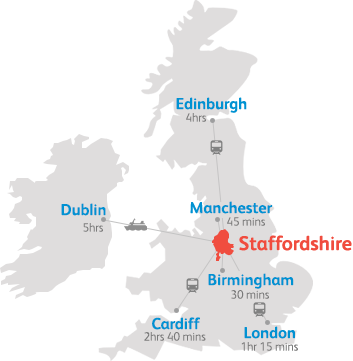 Edinburgh
4hrs
Manchester
45 mins
Dublin
5hrs
Staffordshire
Birmingham
30 mins
Cardiff
2hrs 40 mins
London
1hr 15 mins